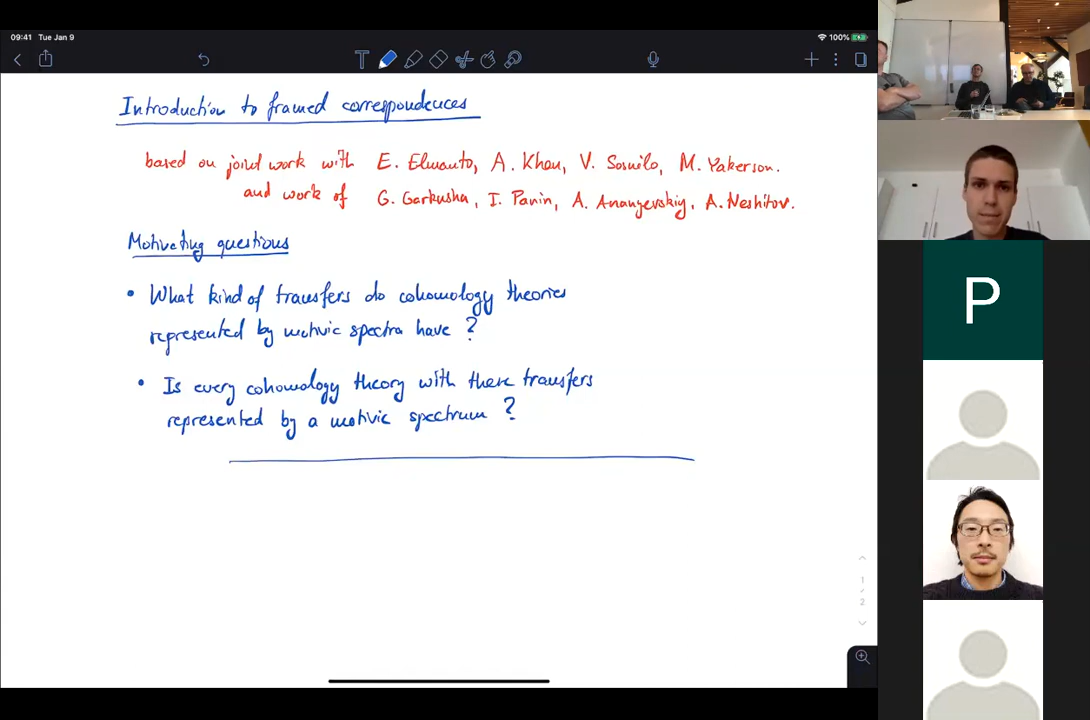 09:41 Tue Jan 9
100%
Introduction to framed correspondences
based on joint work with E. Elmanto, A. Khan, V. Sosnilo, M. Yakerson.
and work of G. Garkusha, I. Panin, A. Ananyevskiy, A. Neshitov.
Motivating questions
• What kind of transfers do cohomology theories
represented by motivic spectra have ?
• Is every cohomology theory with these transfers
represented by a motivic spectrum ?
1
/
2
P